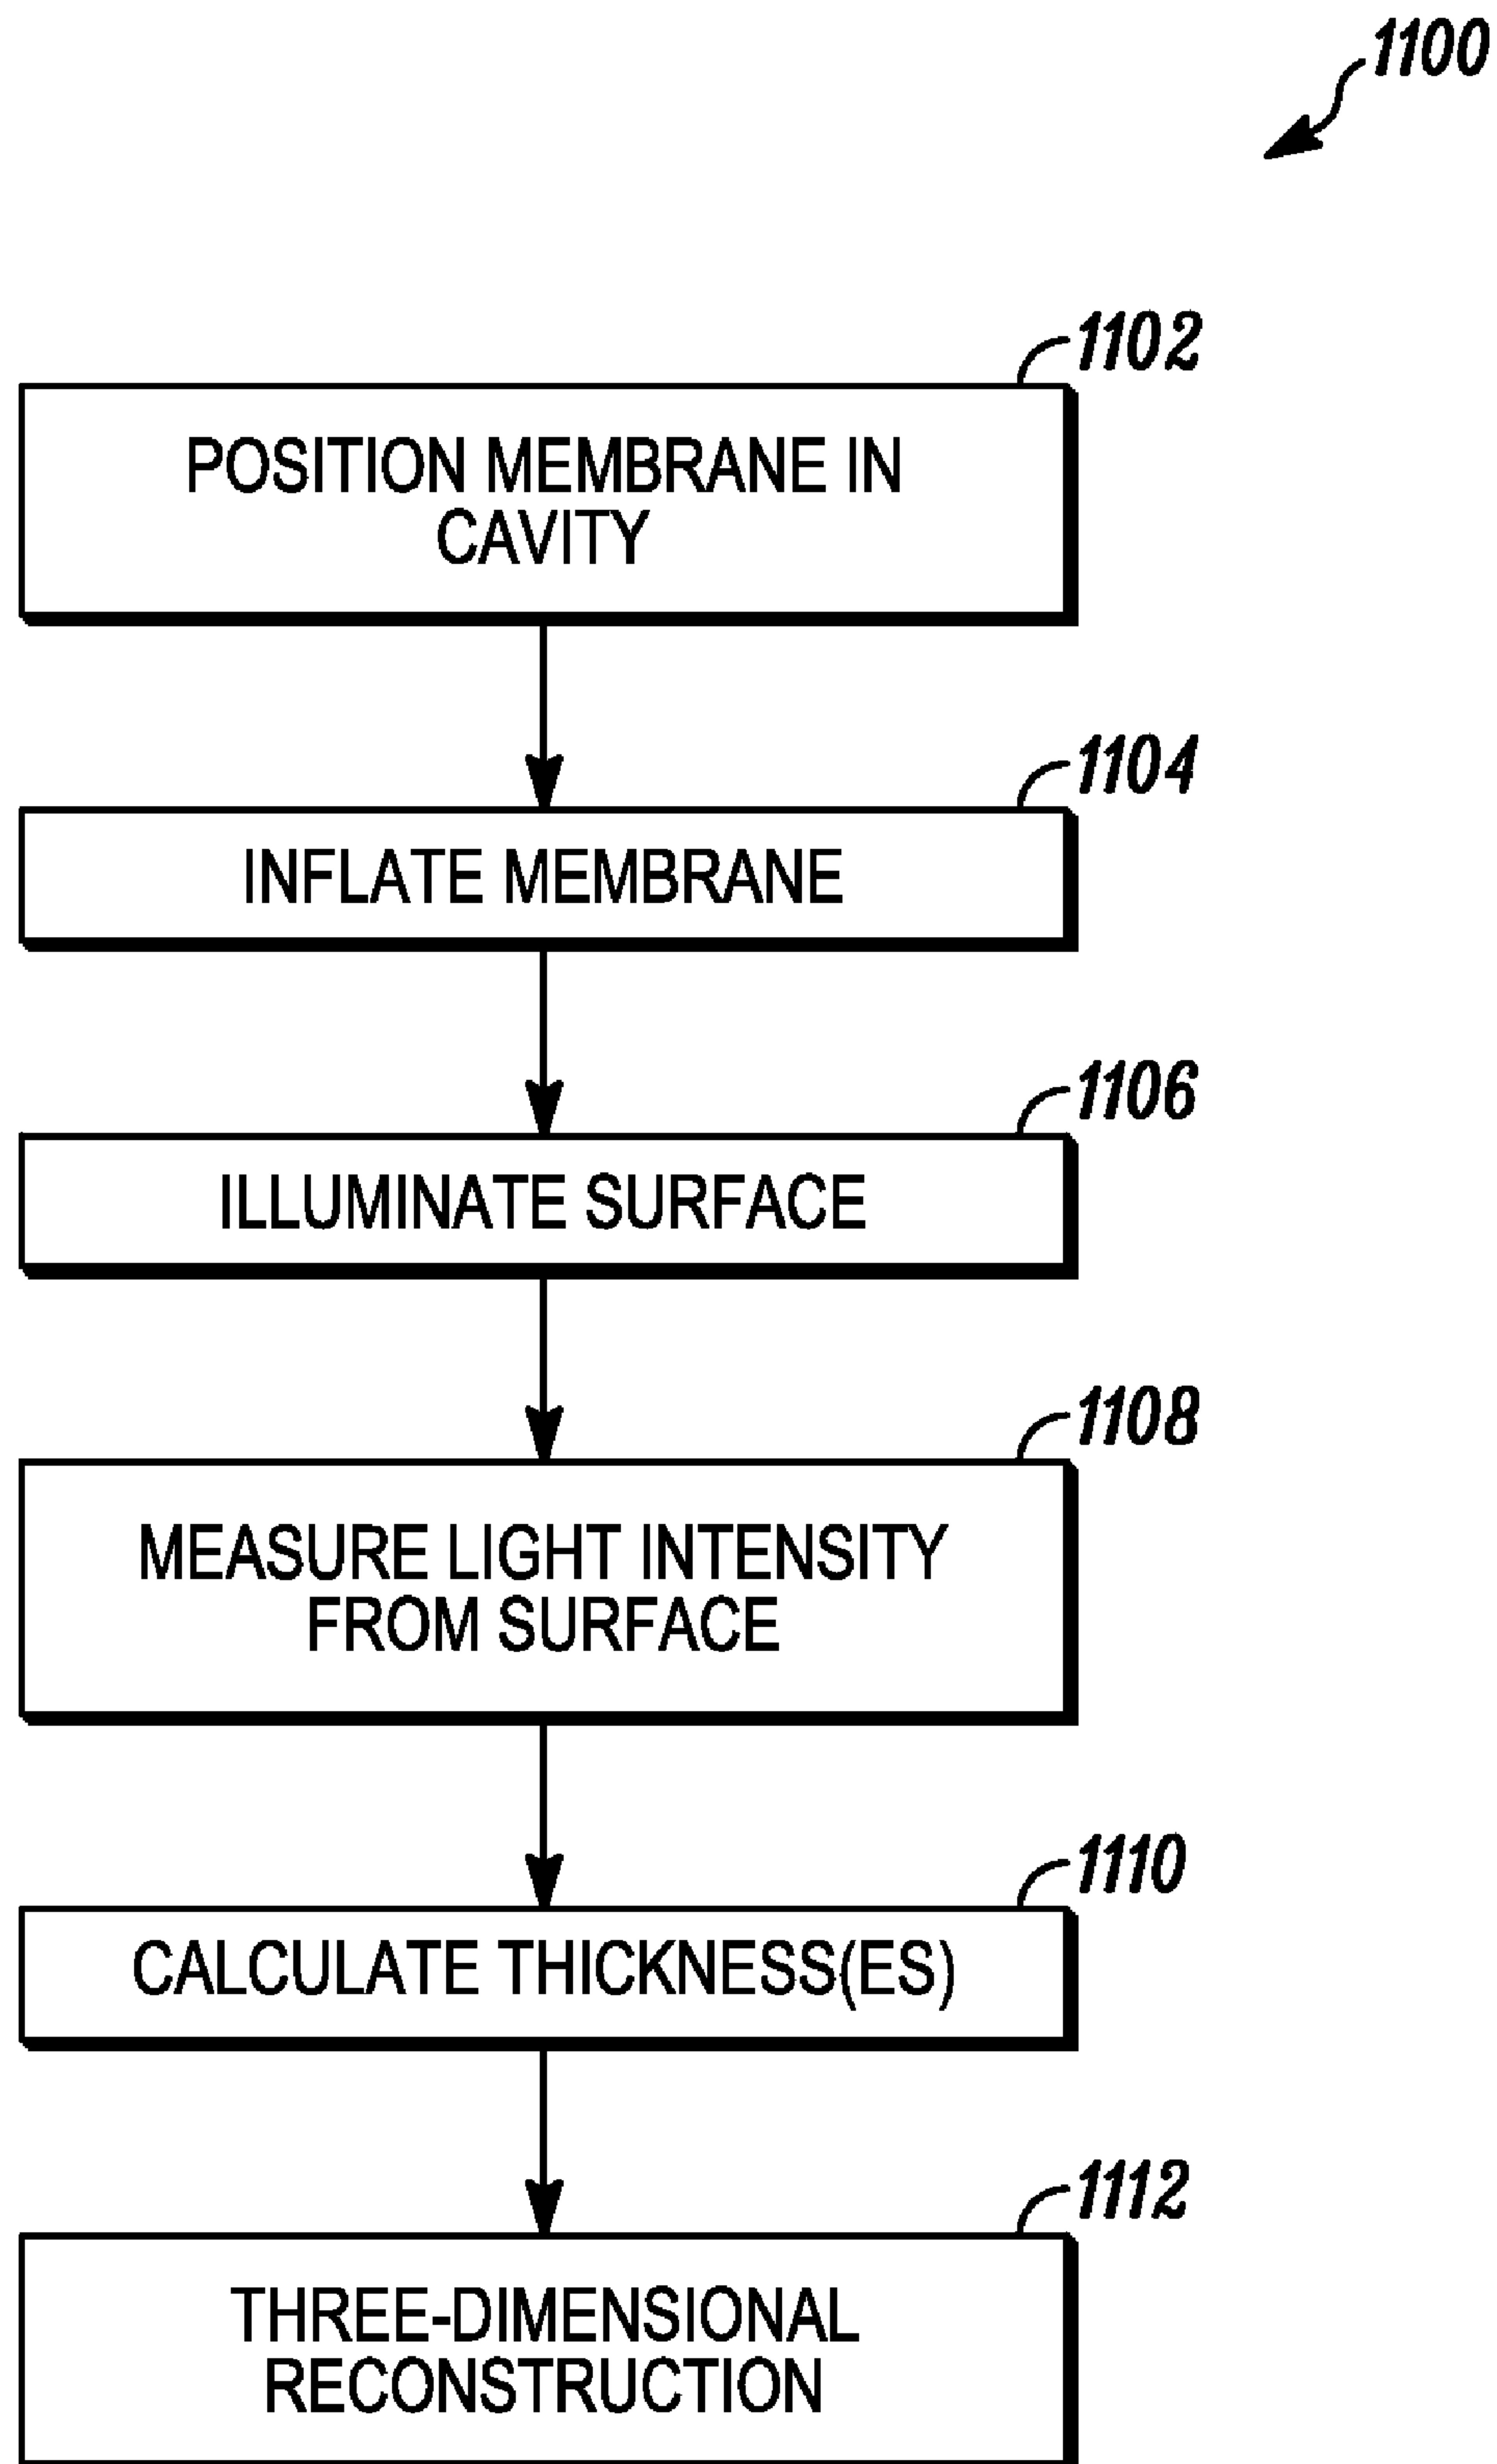 1100
1102
POSITION MEMBRANE IN
CAVITY
1104
INFLATE MEMBRANE
1106
ILLUMINATE SURFACE
1108
MEASURE LIGHT INTENSITY
FROM SURFACE
1110
CALCULATE THICKNESS(ES)
1112
THREE-DIMENSIONAL
RECONSTRUCTION